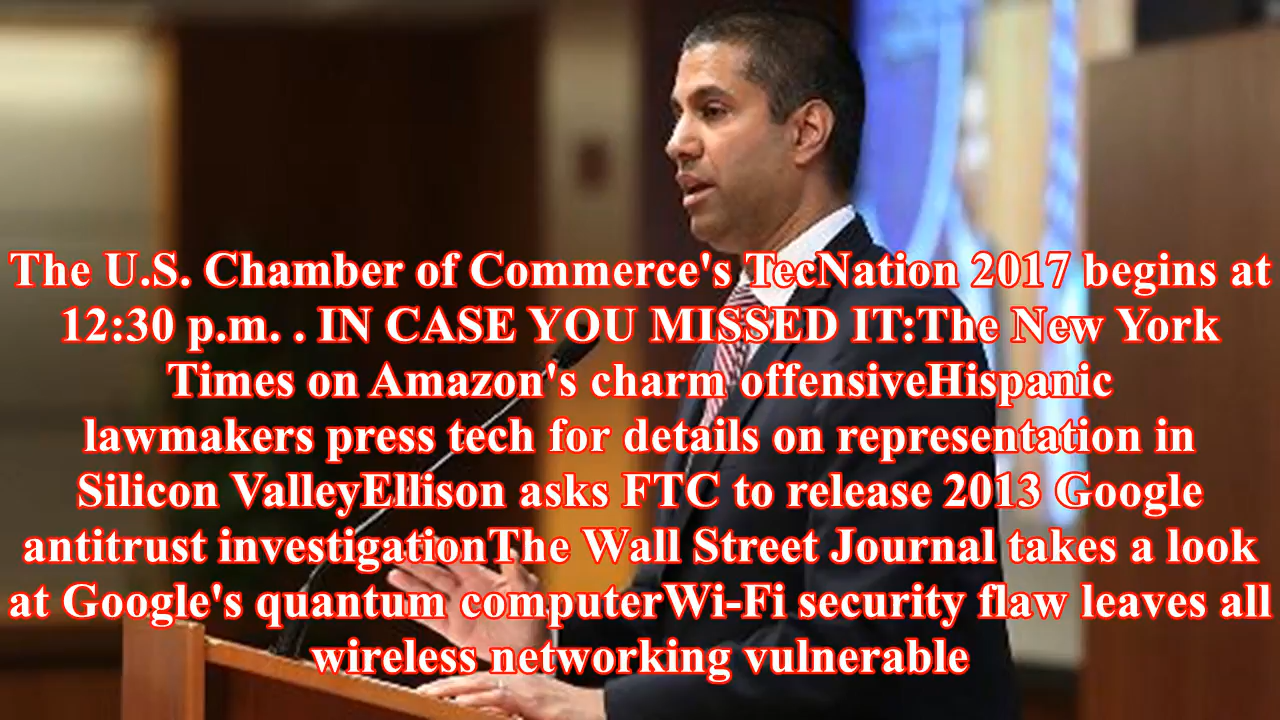 The U.S. Chamber of Commerce's TecNation 2017 begins at
12:30 p.m. . IN CASE YOU MISSED IT:The New York
Times on Amazon's charm offensiveHispanic
lawmakers press tech for details on representation in
Silicon ValleyEllison asks FTC to release 2013 Google
antitrust investigationThe Wall Street Journal takes a look
at Google's quantum computerWi-Fi security flaw leaves all
wireless networking vulnerable